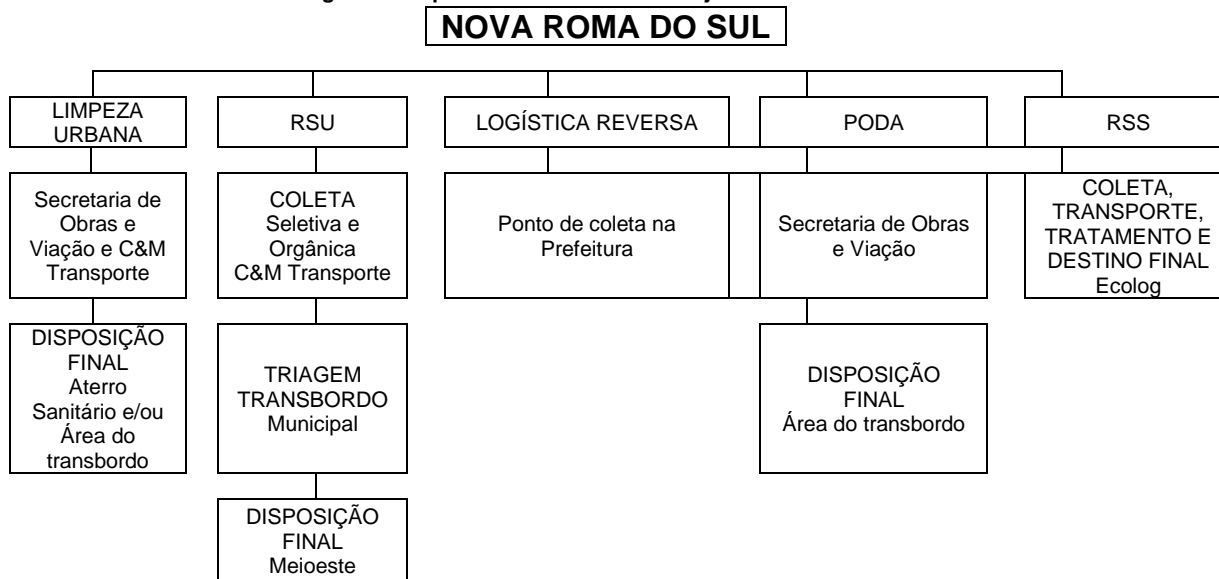 NOVA ROMA DO SUL
LIMPEZA
URBANA
RSU
LOGÍSTICA REVERSA
PODA
RSS
Secretaria de
Obras e
Viação e C&M
Transporte
COLETA
Seletiva e
Orgânica
C&M Transporte
Ponto de coleta na
Prefeitura
Secretaria de Obras
e Viação
COLETA,
TRANSPORTE,
TRATAMENTO E
DESTINO FINAL
Ecolog
DISPOSIÇÃO
FINAL
Aterro
Sanitário e/ou
Área do
transbordo
TRIAGEM
TRANSBORDO
Municipal
DISPOSIÇÃO
FINAL
Área do transbordo
DISPOSIÇÃO
FINAL
Meioeste